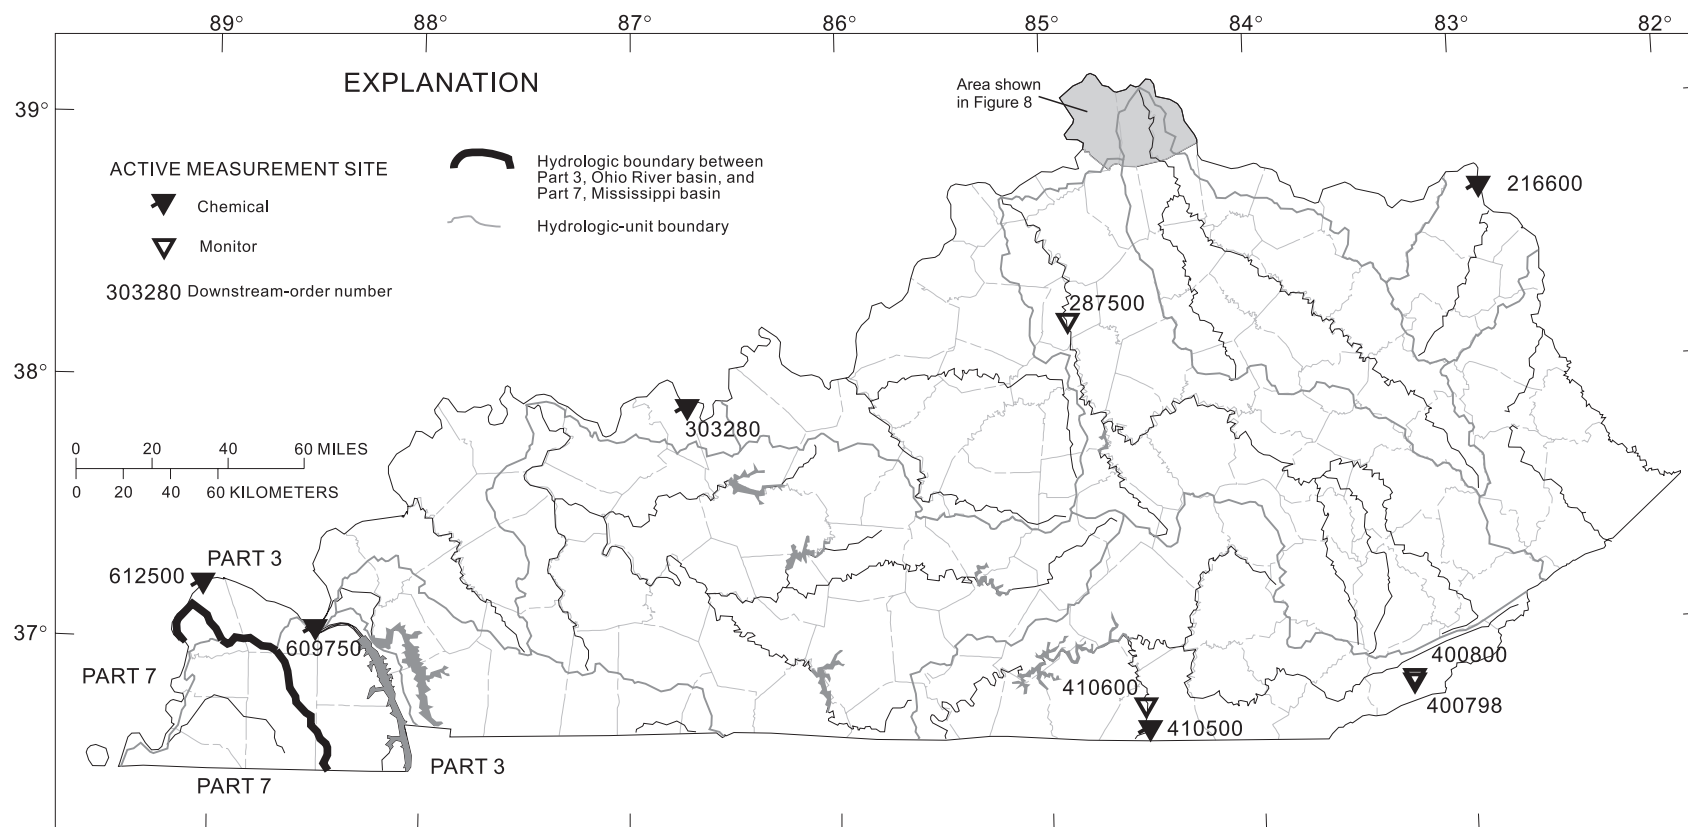 89° 88° 87° 86° 85° 84° 83° 82°
EXPLANATION
Area shown
in Figure 8
39°
ACTIVE MEASUREMENT SITE
Chemical
Monitor
303280 Downstream-order number
Hydrologic boundary between
Part 3, Ohio River basin, and
Part 7, Mississippi basin
Hydrologic-unit boundary
216600
287500
38°
303280
0 20 40 60 MILES
0 20 40 60 KILOMETERS
PART 3
612500
37°
609750
PART 7
400800
410600
400798
410500
PART 3
PART 7